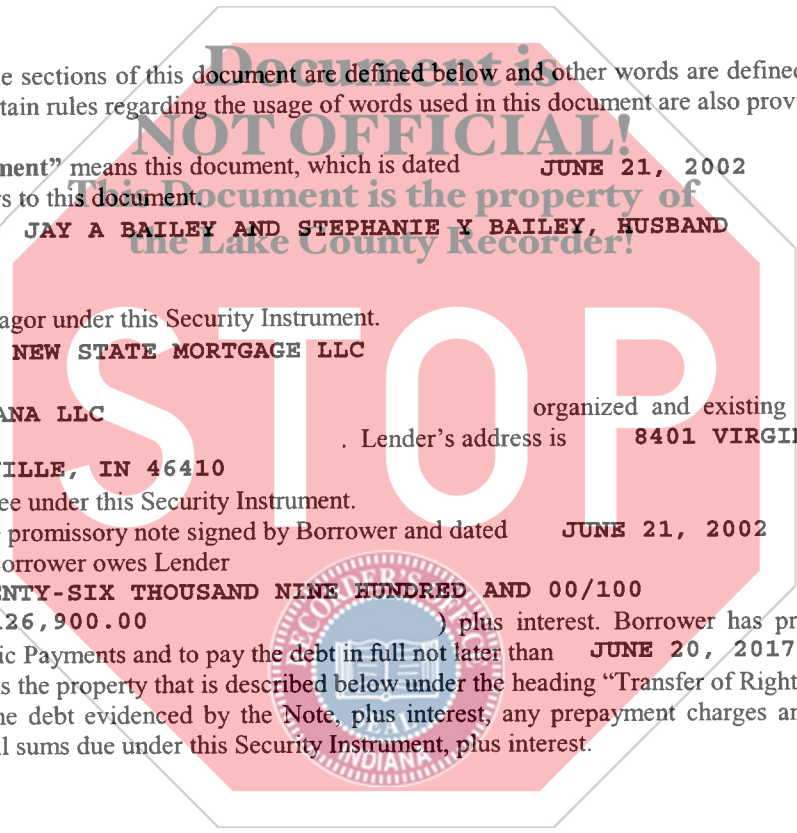 Document is
e sections of this document are defined below and other words are defined
tain rules regarding the usage of words used in this document are also prov
NOT OFFICIAL!
ment” means this document, which is dated JUNE 21, 2002
This Document is the property of
rs to this document.
JAY A BAILEY AND STEPHANIE Y BAILEY, HUSBAND
the Lake County Recorder!
agor under this Security Instrument.
NEW STATE MORTGAGE LLC
STOP
ANA LLC organized and existing
. Lender’s address is 8401 VIRGI
ILLE, IN 46410
ee under this Security Instrument.
promissory note signed by Borrower and dated JUNE 21, 2002
orrower owes Lender
NTY-SIX THOUSAND NINE HUNDRED AND 00/100
26,900.00 ) plus interest. Borrower has pr
ic Payments and to pay the debt in full not later than JUNE 20, 2017
s the property that is described below under the heading “Transfer of Right
ne debt evidenced by the Note, plus interest, any prepayment charges an
l sums due under this Security Instrument, plus interest.
RECORDER'S OFFICE
SEAL
INDIANA